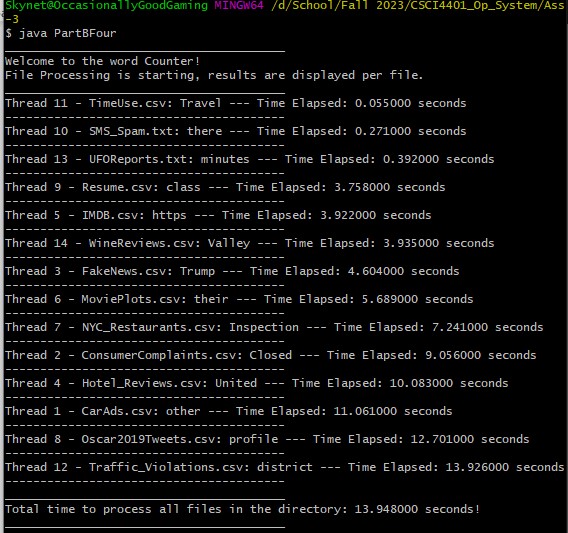 Skynet@OccasionallyGoodGaming MINGW64 /d/School/Fall 2023/CSCI4401_Op_System/Ass
-3
$ java PartBFour
________________________________________
Welcome to the word Counter!
File Processing is starting, results are displayed per file.
________________________________________
Thread 11 - TimeUse.csv: Travel --- Time Elapsed: 0.055000 seconds
----------------------------------------
Thread 10 - SMS_Spam.txt: there --- Time Elapsed: 0.271000 seconds
----------------------------------------
Thread 13 - UFOReports.txt: minutes --- Time Elapsed: 0.392000 seconds
----------------------------------------
Thread 9 - Resume.csv: class --- Time Elapsed: 3.758000 seconds
----------------------------------------
Thread 5 - IMDB.csv: https --- Time Elapsed: 3.922000 seconds
----------------------------------------
Thread 14 - WineReviews.csv: Valley --- Time Elapsed: 3.935000 seconds
----------------------------------------
Thread 3 - FakeNews.csv: Trump --- Time Elapsed: 4.604000 seconds
----------------------------------------
Thread 6 - MoviePlots.csv: their --- Time Elapsed: 5.689000 seconds
----------------------------------------
Thread 7 - NYC_Restaurants.csv: Inspection --- Time Elapsed: 7.241000 seconds
----------------------------------------
Thread 2 - ConsumerComplaints.csv: Closed --- Time Elapsed: 9.056000 seconds
----------------------------------------
Thread 4 - Hotel_Reviews.csv: United --- Time Elapsed: 10.083000 seconds
----------------------------------------
Thread 1 - CarAds.csv: other --- Time Elapsed: 11.061000 seconds
----------------------------------------
Thread 8 - Oscar2019Tweets.csv: profile --- Time Elapsed: 12.701000 seconds
----------------------------------------
Thread 12 - Traffic_Violations.csv: district --- Time Elapsed: 13.926000 seconds
----------------------------------------
________________________________________
Total time to process all files in the directory: 13.948000 seconds!
________________________________________